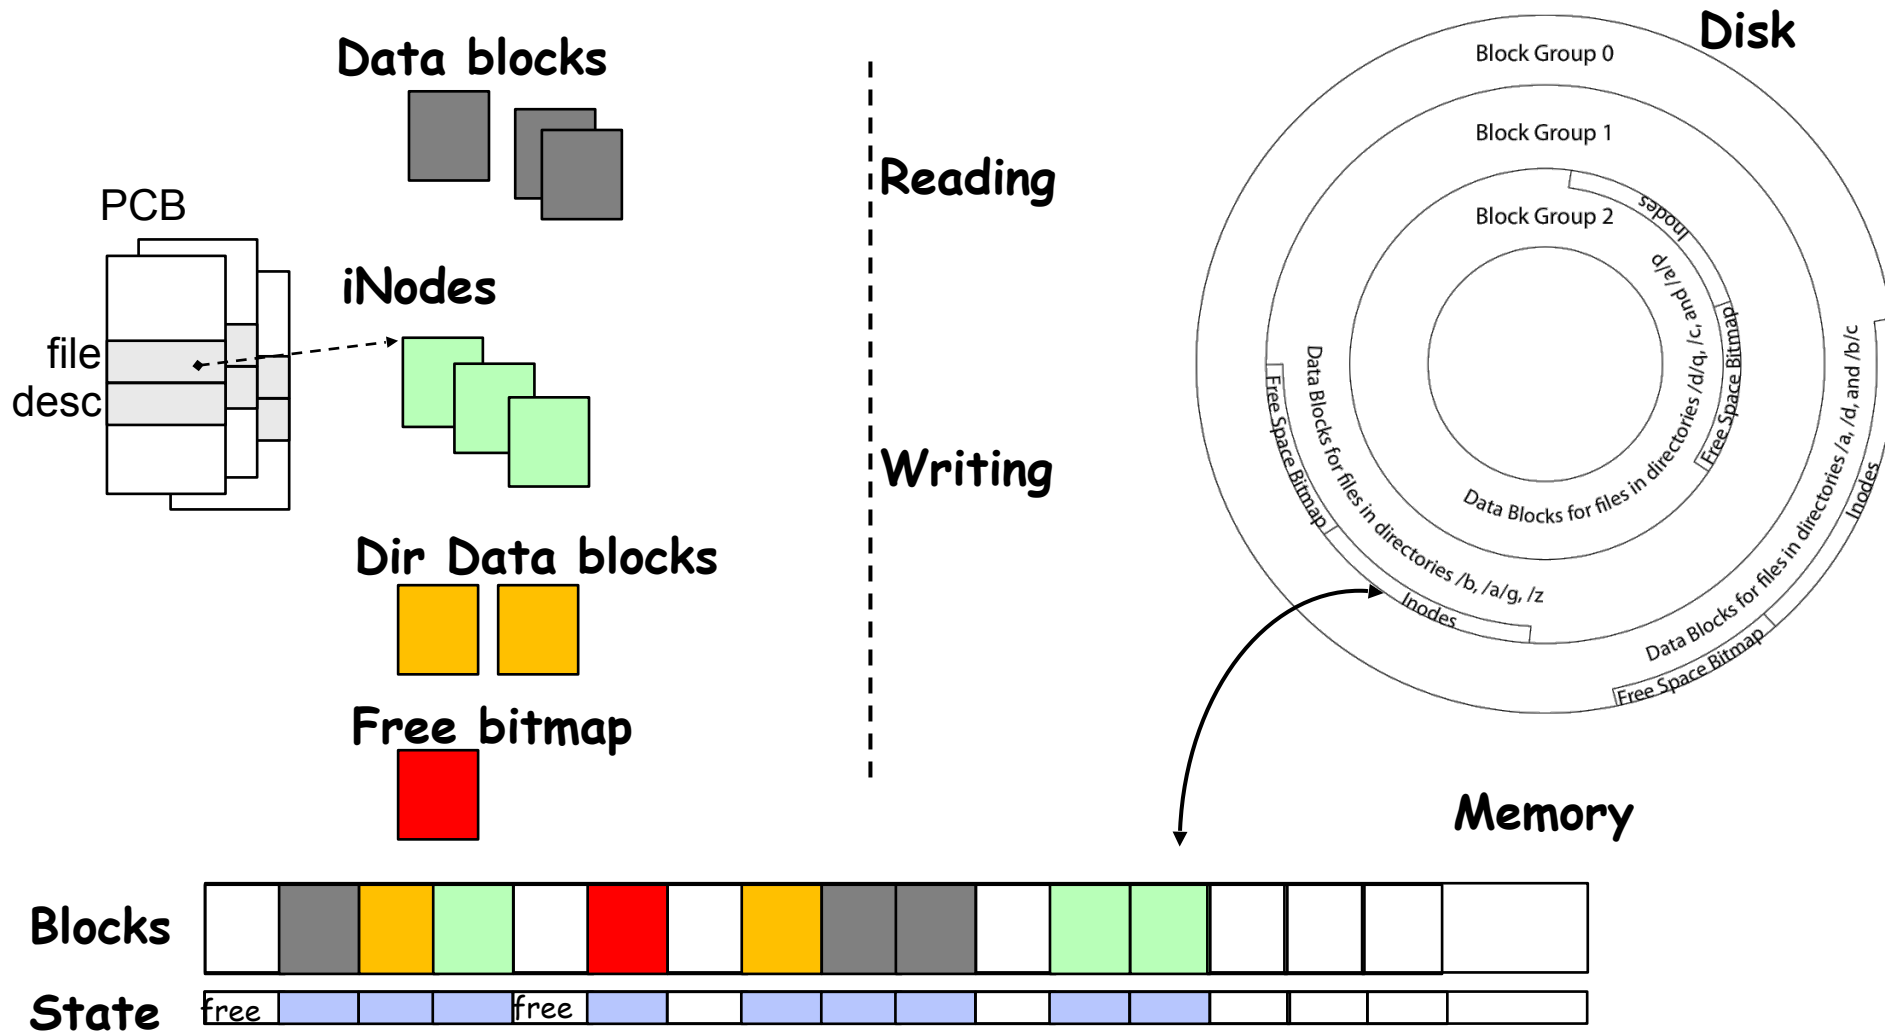 Disk
Data blocks
Block Group 0
Block Group 1
Reading
PCB
Block Group 2
Inodes
iNodes
file
desc
Data Blocks for files in directories /d/q, /c, and /a/p
Free Space Bitmap
Data Blocks for files in directories /b, /a/g, /z
Free Space Bitmap
Inodes
Data Blocks for files in directories /a, /d, and /b/c
Inodes
Free Space Bitmap
Writing
Dir Data blocks
Free bitmap
Memory
Blocks
State
free
free